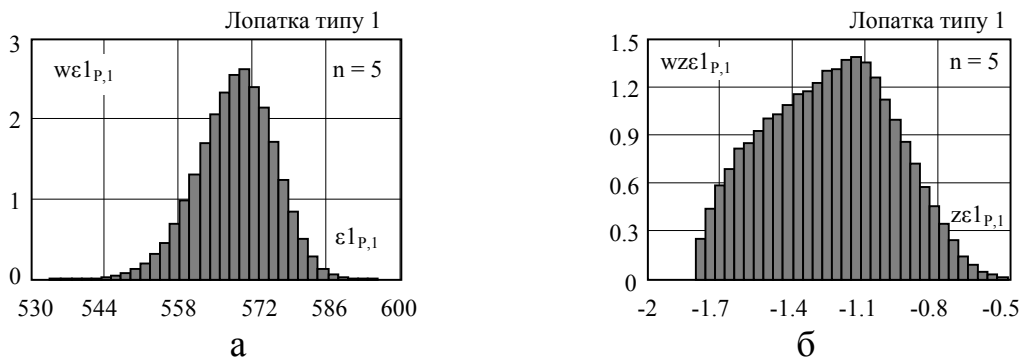 Лопатка типу 1
3
2
1
0
wε1P,1
n = 5
ε1P,1
530 544 558 572 586 600
а
Лопатка типу 1
1.5
1.2
0.9
0.6
0.3
0
wzε1P,1
n = 5
zε1P,1
-2 -1.7 -1.4 -1.1 -0.8 -0.5
б